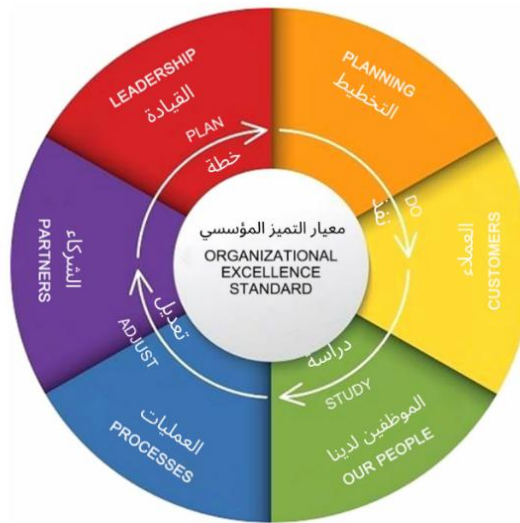 معيار التميز المؤسسي
ORGANIZATIONAL
EXCELLENCE
STANDARD
LEADERSHIP
القيادة
PLAN
خطة
PLANNING
التخطيط
DO
نفذ
CUSTOMERS
العملاء
STUDY
دراسة
الموظفين لدينا
OUR PEOPLE
العمليات
PROCESSES
ADJUST
تعديل
الشركاء
PARTNERS